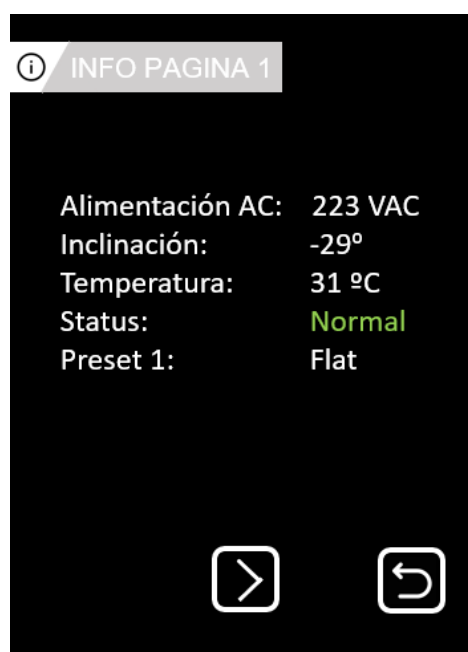 INFO PAGINA 1
Alimentación AC: 223 VAC
Inclinación: -29º
Temperatura: 31 ºC
Status: Normal
Preset 1: Flat